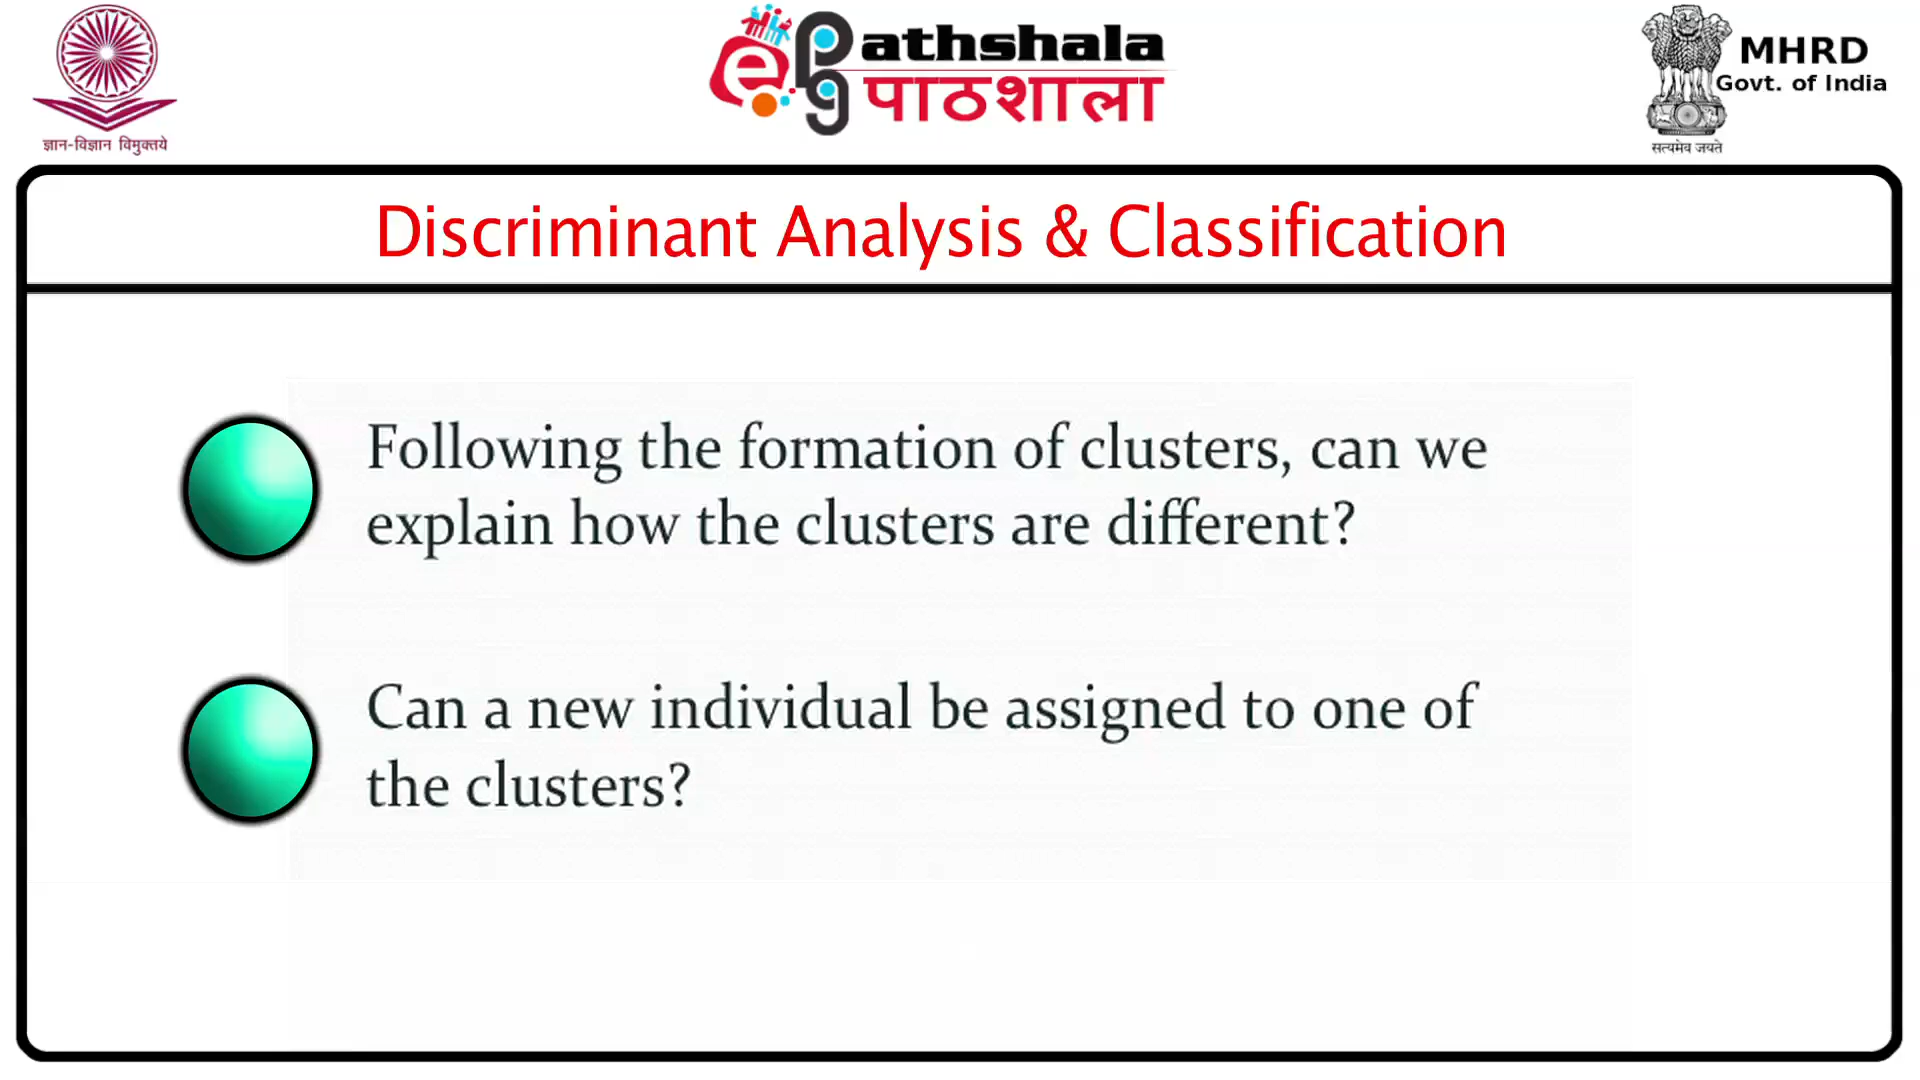 ज्ञान-विज्ञान विमुक्तये
ePG athshala
पाठशाला
MHRD
Govt. of India
सत्यमेव जयते
Discriminant Analysis & Classification
Following the formation of clusters, can we
explain how the clusters are different?
Can a new individual be assigned to one of
the clusters?